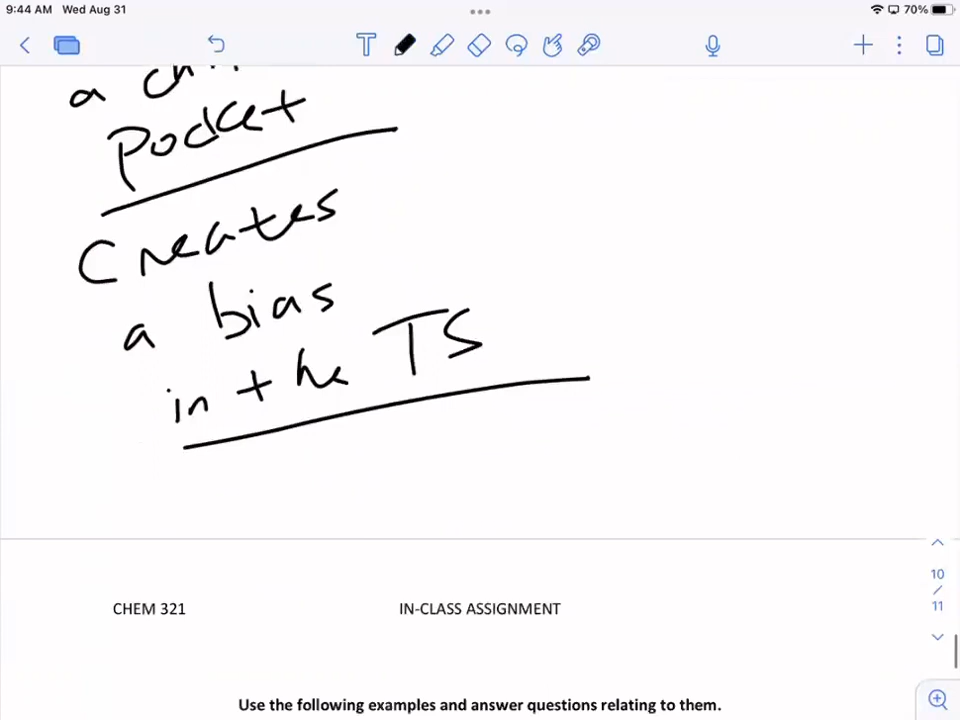 9:44 AM Wed Aug 31
70%
T
a
Pocket
Creates
a bias
in the TS
10
/
11
CHEM 321 IN-CLASS ASSIGNMENT
Use the following examples and answer questions relating to them.